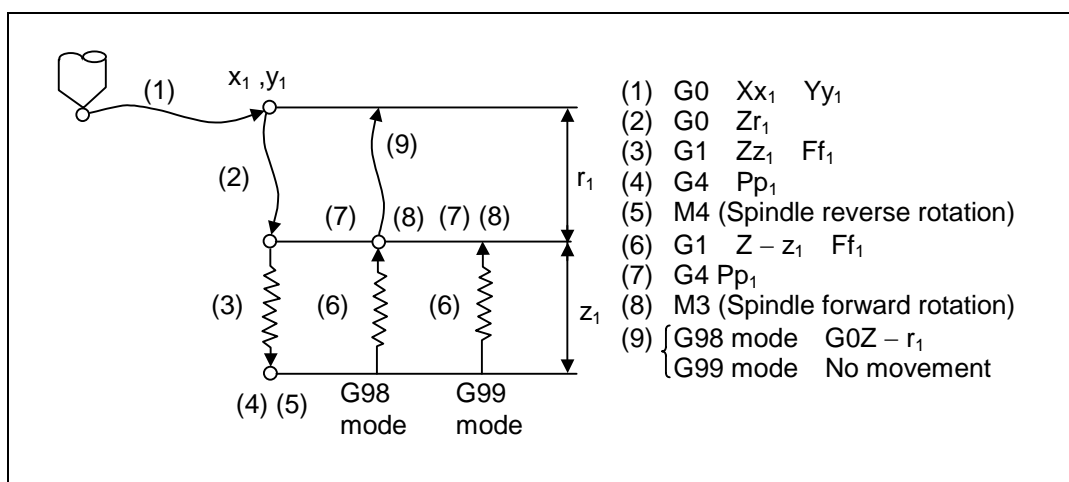 x₁ ,y₁
(1)
(2)
(9)
r₁
(7)
(8)
(7) (8)
(3)
(6)
(6)
z₁
(4) (5)
G98
mode
G99
mode
(1) G0 Xx₁ Yy₁
(2) G0 Zr₁
(3) G1 Zz₁ Ff₁
(4) G4 Pp₁
(5) M4 (Spindle reverse rotation)
(6) G1 Z – z₁ Ff₁
(7) G4 Pp₁
(8) M3 (Spindle forward rotation)
(9) G98 mode G0Z – r₁
G99 mode No movement